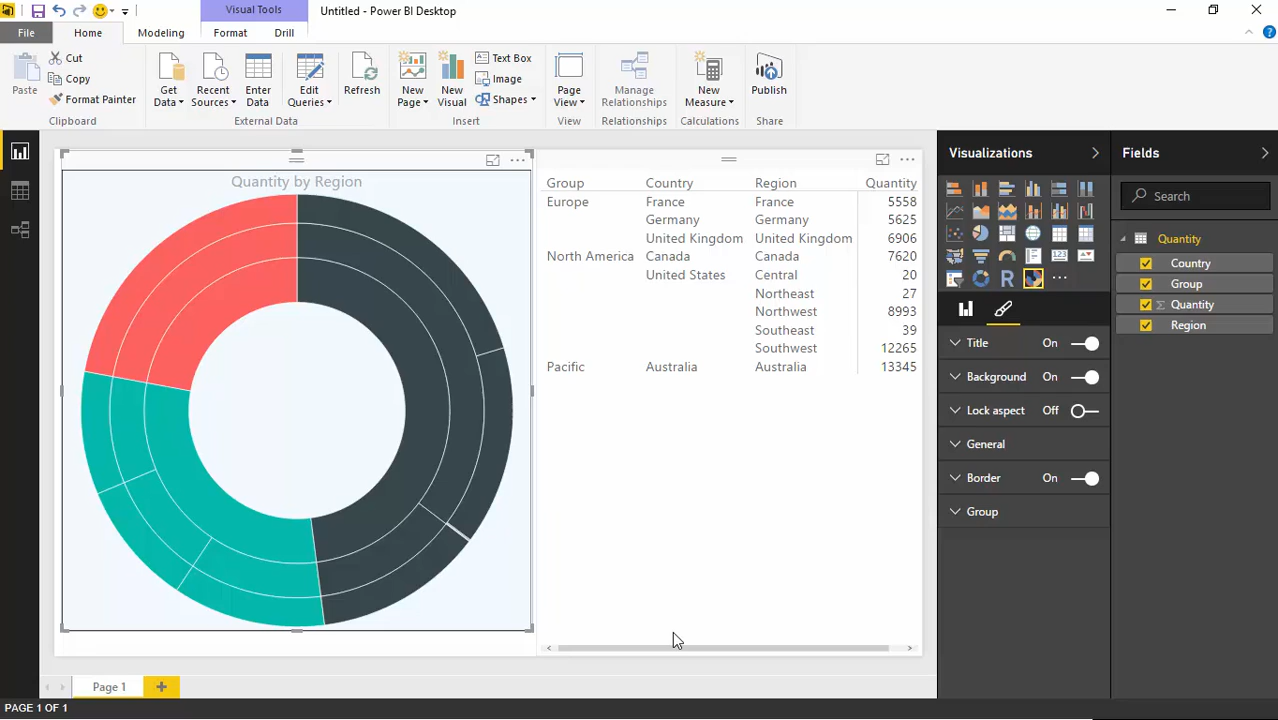 Visual Tools
Untitled - Power BI Desktop
File
Home
Modeling
Format
Drill
Paste
Cut
Copy
Format Painter
Clipboard
Get Data
Recent Sources
Enter Data
Edit Queries
Refresh
External Data
New Page
New Visual
Text Box
Image
Shapes
Insert
Page View
View
Manage Relationships
Relationships
New Measure
Calculations
Publish
Share
Quantity by Region
Group Country Region Quantity
Europe France France 5558
Germany Germany 5625
United Kingdom United Kingdom 6906
North America Canada Canada 7620
United States Central 20
Northeast 27
Northwest 8993
Southeast 39
Southwest 12265
Pacific Australia Australia 13345
Visualizations
R
Title On
Background On
Lock aspect Off
General
Border On
Group
Fields
Search
Quantity
Country
Group
Σ Quantity
Region
Page 1
PAGE 1 OF 1